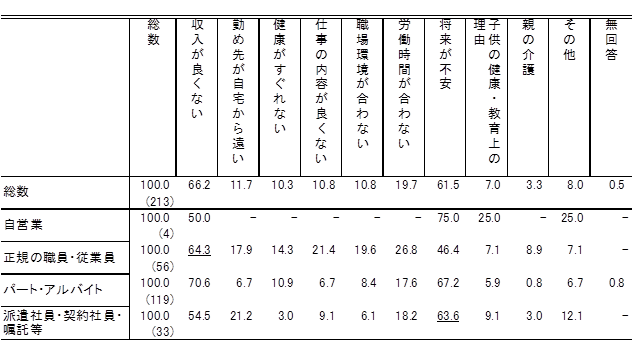 総数
収入が良くない
勤め先が自宅から遠い
健康がすぐれない
仕事の内容が良くない
職場環境が合わない
労働時間が合わない
将来が不安
子供の健康・教育上の
理由
親の介護
その他
無回答
総数 100.0 66.2 11.7 10.3 10.8 10.8 19.7 61.5 7.0 3.3 8.0 0.5
(213)
自営業 100.0 50.0 － － － － － 75.0 25.0 － 25.0 －
(4)
正規の職員・従業員 100.0 64.3 17.9 14.3 21.4 19.6 26.8 46.4 7.1 8.9 7.1 －
(56)
パート・アルバイト 100.0 70.6 6.7 10.9 6.7 8.4 17.6 67.2 5.9 0.8 6.7 0.8
(119)
派遣社員・契約社員・ 100.0 54.5 21.2 3.0 9.1 6.1 18.2 63.6 9.1 3.0 12.1 －
嘱託等 (33)